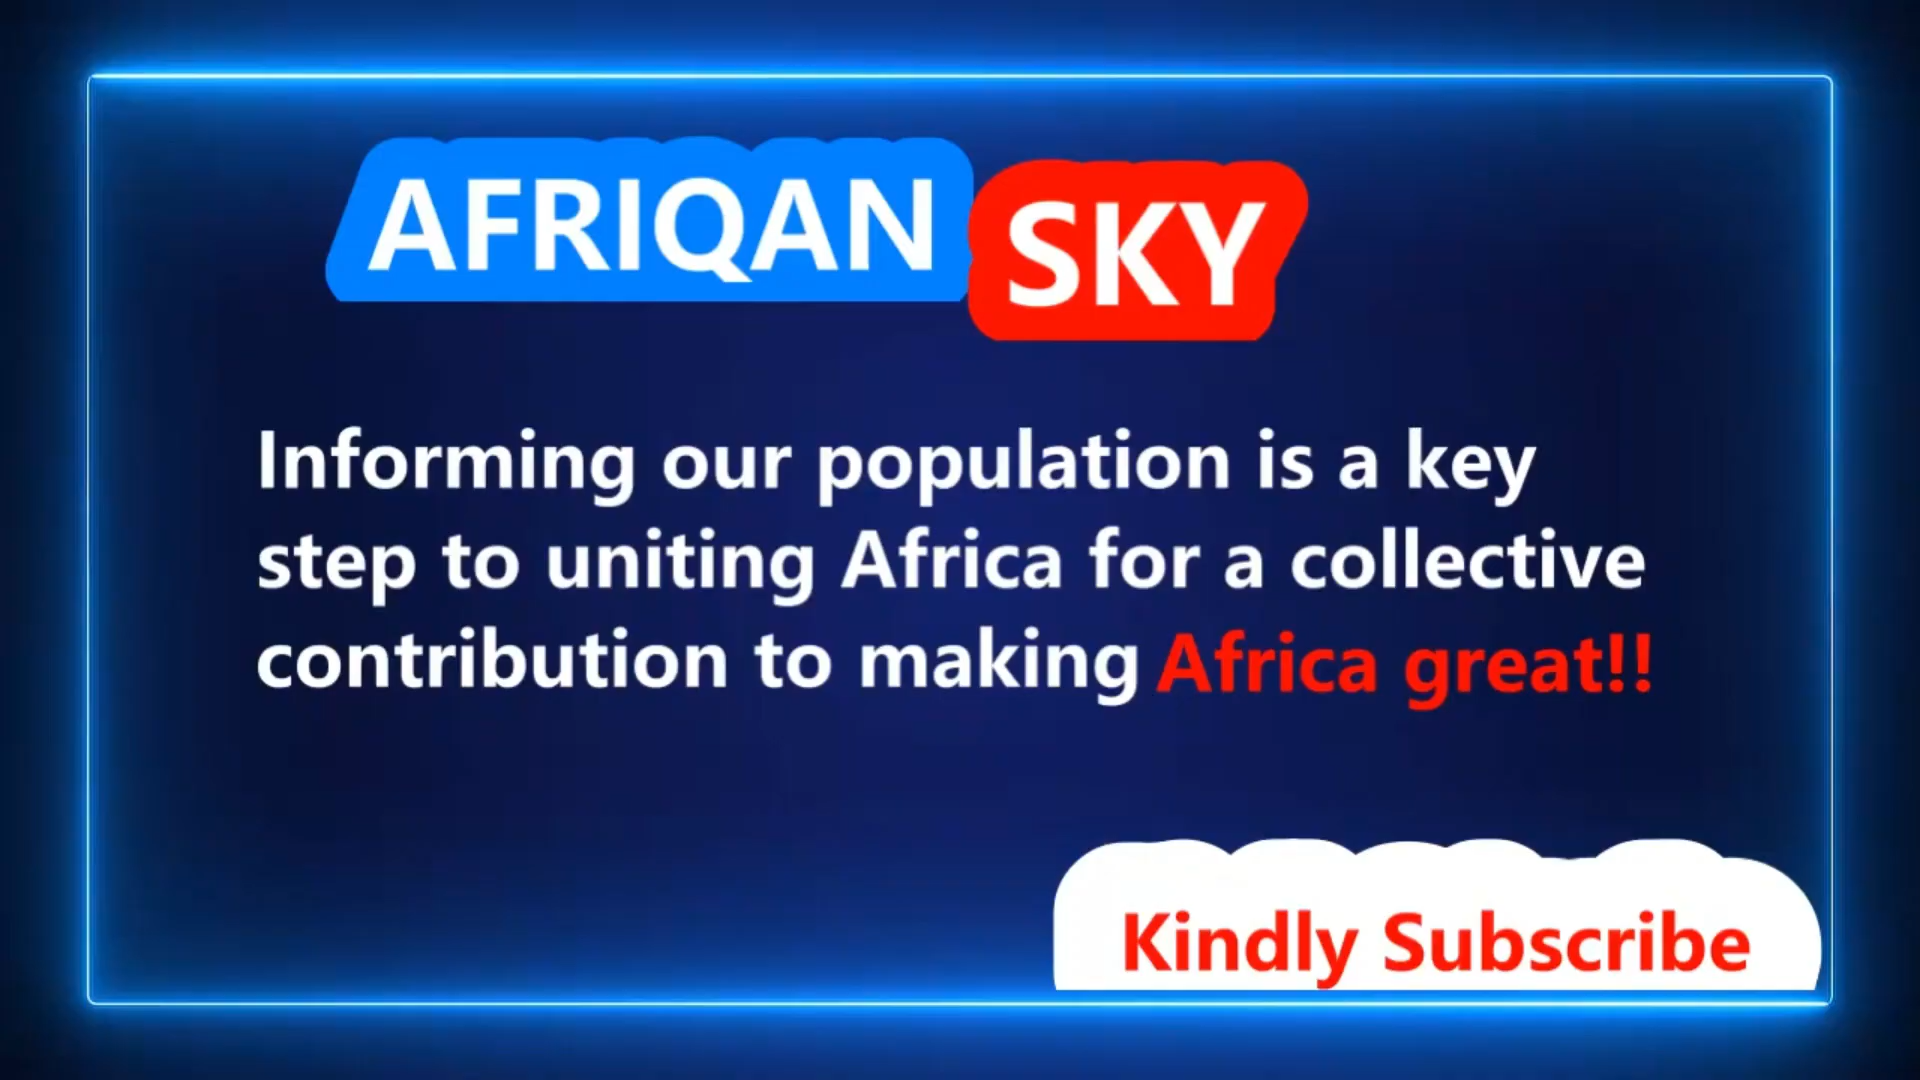 AFRIQAN SKY
Informing our population is a key
step to uniting Africa for a collective
contribution to making Africa great!!
Kindly Subscribe